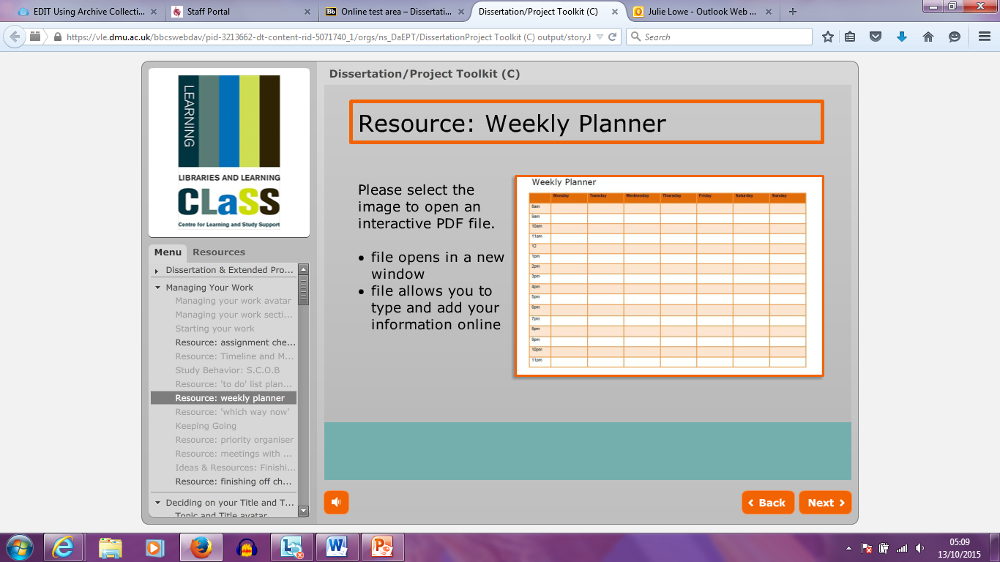 EDIT Using Archive Collecti...
Staff Portal
Bb Online test area – Dissertati...
Dissertation/Project Toolkit (C)
Julie Lowe - Outlook Web ...
https://vle.dmu.ac.uk/bbcswebdav/pid-3213662-dt-content-rid-5071740_1/orgs/ns_DaEPT/DissertationProject Toolkit (C) output/story.h
Search
Dissertation/Project Toolkit (C)
LEARNING
LIBRARIES AND LEARNING
CLaSS
Centre for Learning and Study Support
Menu
Resources
Dissertation & Extended Pro...
Managing Your Work
Managing your work avatar
Managing your work secti...
Starting your work
Resource: assignment che...
Resource: Timeline and M...
Study Behavior: S.C.O.B
Resource: 'to do' list plan...
Resource: weekly planner
Resource: 'which way now'
Keeping Going
Resource: priority organiser
Resource: meetings with ...
Ideas & Resources: Finishi...
Resource: finishing off ch...
Deciding on your Title and T...
Topic and Title avatar
Resource: Weekly Planner
Please select the
image to open an
interactive PDF file.
• file opens in a new
window
• file allows you to
type and add your
information online
Weekly Planner
Monday Tuesday Wednesday Thursday Friday Saturday Sunday
8am
9am
10am
11am
12
1pm
2pm
3pm
4pm
5pm
6pm
7pm
8pm
9pm
10pm
11pm
Back
Next
05:09
13/10/2015